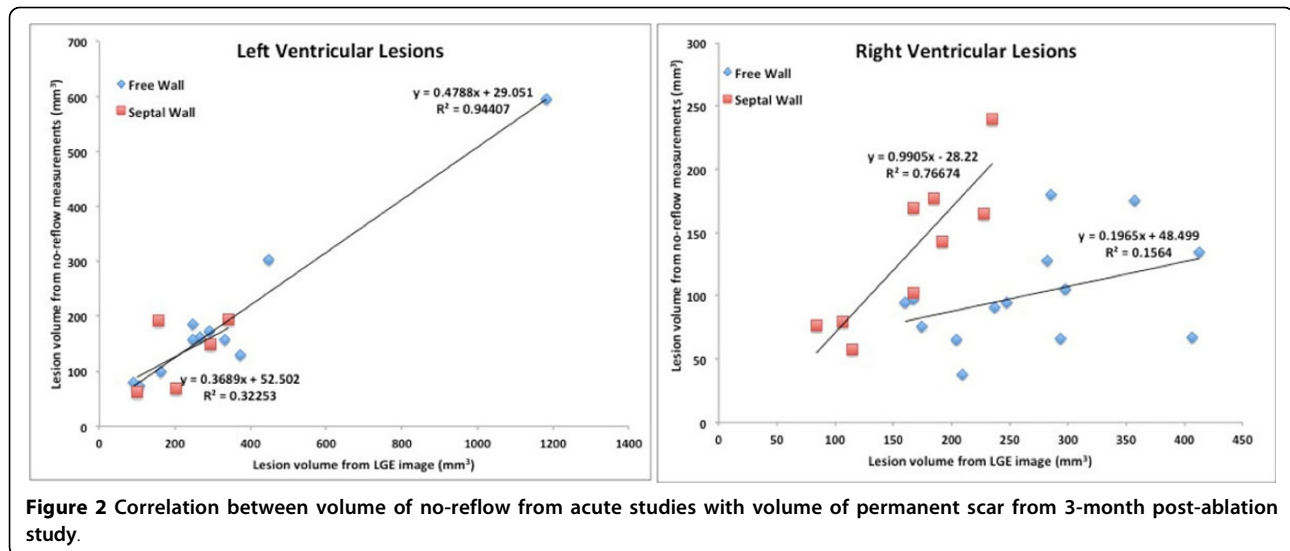 Left Ventricular Lesions
Free Wall
Septal Wall
y = 0.4788x + 29.051
R² = 0.94407
y = 0.3689x + 52.502
R² = 0.32253
Lesion volume from no-reflow measurements (mm³)
700
600
500
400
300
200
100
0
0 200 400 600 800 1000 1200 1400
Lesion volume from LGE image (mm³)
Right Ventricular Lesions
Free Wall
Septal Wall
y = 0.9905x - 28.22
R² = 0.76674
y = 0.1965x + 48.499
R² = 0.1564
Lesion volume from no-reflow measurements (mm³)
300
250
200
150
100
50
0
0 50 100 150 200 250 300 350 400 450
Lesion volume from LGE image (mm³)
Figure 2 Correlation between volume of no-reflow from acute studies with volume of permanent scar from 3-month post-ablation
study.